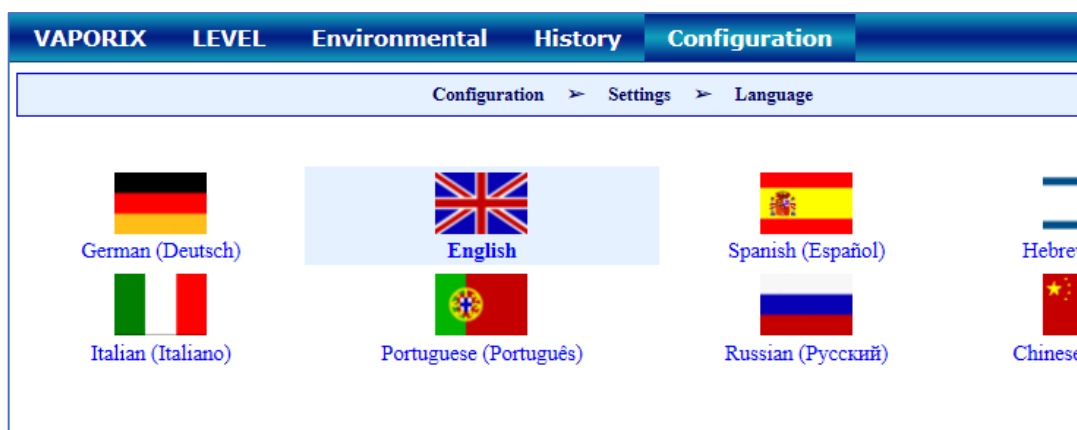 VAPORIX LEVEL Environmental History Configuration
Configuration ➢ Settings ➢ Language
German (Deutsch) English Spanish (Español)
Italian (Italiano) Portuguese (Português) Russian (Русский) Chinese